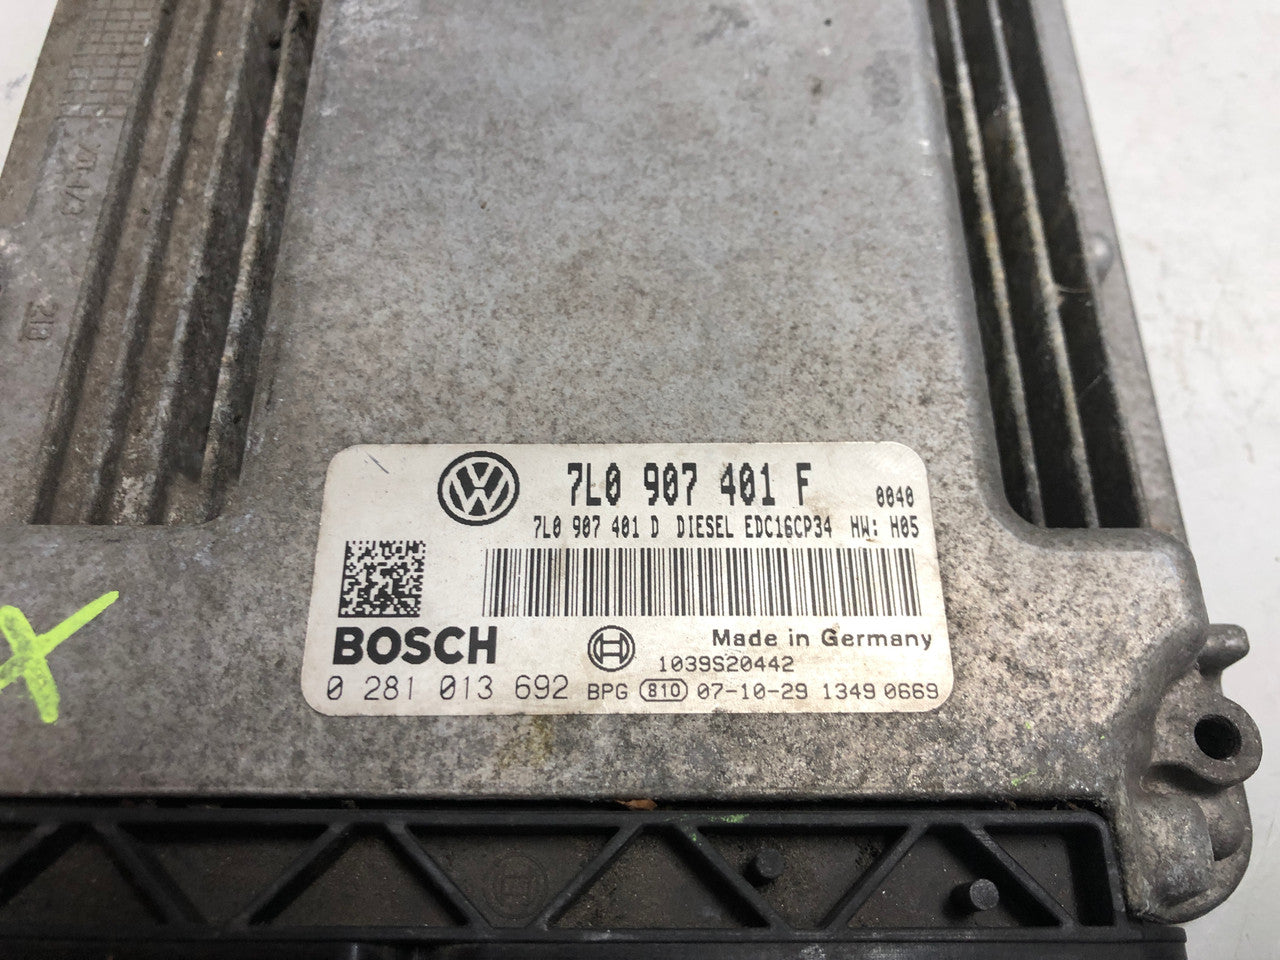 7L0 907 401 F 0040
7L0 907 401 D DIESEL EDC16CP34 HW: H05
BOSCH
Made in Germany
1039S20442
0 281 013 692 BPG 810 07-10-29 1349 0669
X